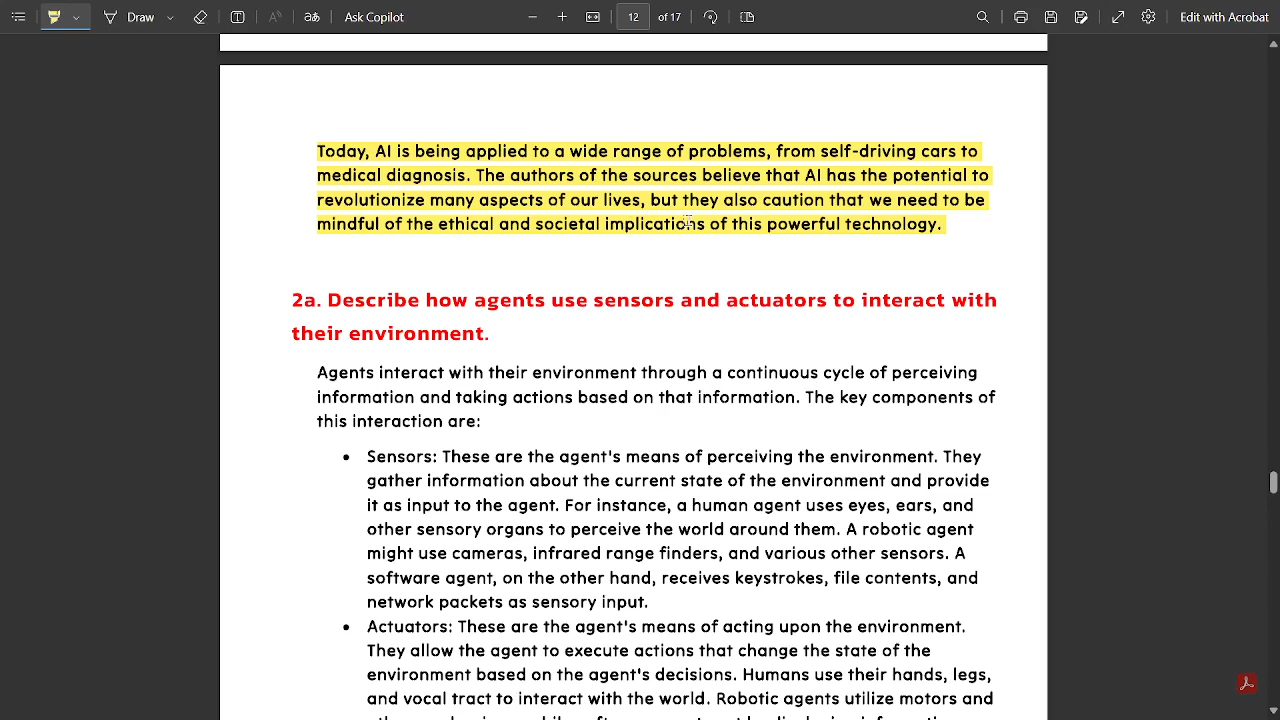 Draw
Ask Copilot
12 of 17
Edit with Acrobat
Today, AI is being applied to a wide range of problems, from self-driving cars to
medical diagnosis. The authors of the sources believe that AI has the potential to
revolutionize many aspects of our lives, but they also caution that we need to be
mindful of the ethical and societal implications of this powerful technology.
2a. Describe how agents use sensors and actuators to interact with
their environment.
Agents interact with their environment through a continuous cycle of perceiving
information and taking actions based on that information. The key components of
this interaction are:
• Sensors: These are the agent's means of perceiving the environment. They
gather information about the current state of the environment and provide
it as input to the agent. For instance, a human agent uses eyes, ears, and
other sensory organs to perceive the world around them. A robotic agent
might use cameras, infrared range finders, and various other sensors. A
software agent, on the other hand, receives keystrokes, file contents, and
network packets as sensory input.
• Actuators: These are the agent's means of acting upon the environment.
They allow the agent to execute actions that change the state of the
environment based on the agent's decisions. Humans use their hands, legs,
and vocal tract to interact with the world. Robotic agents utilize motors and